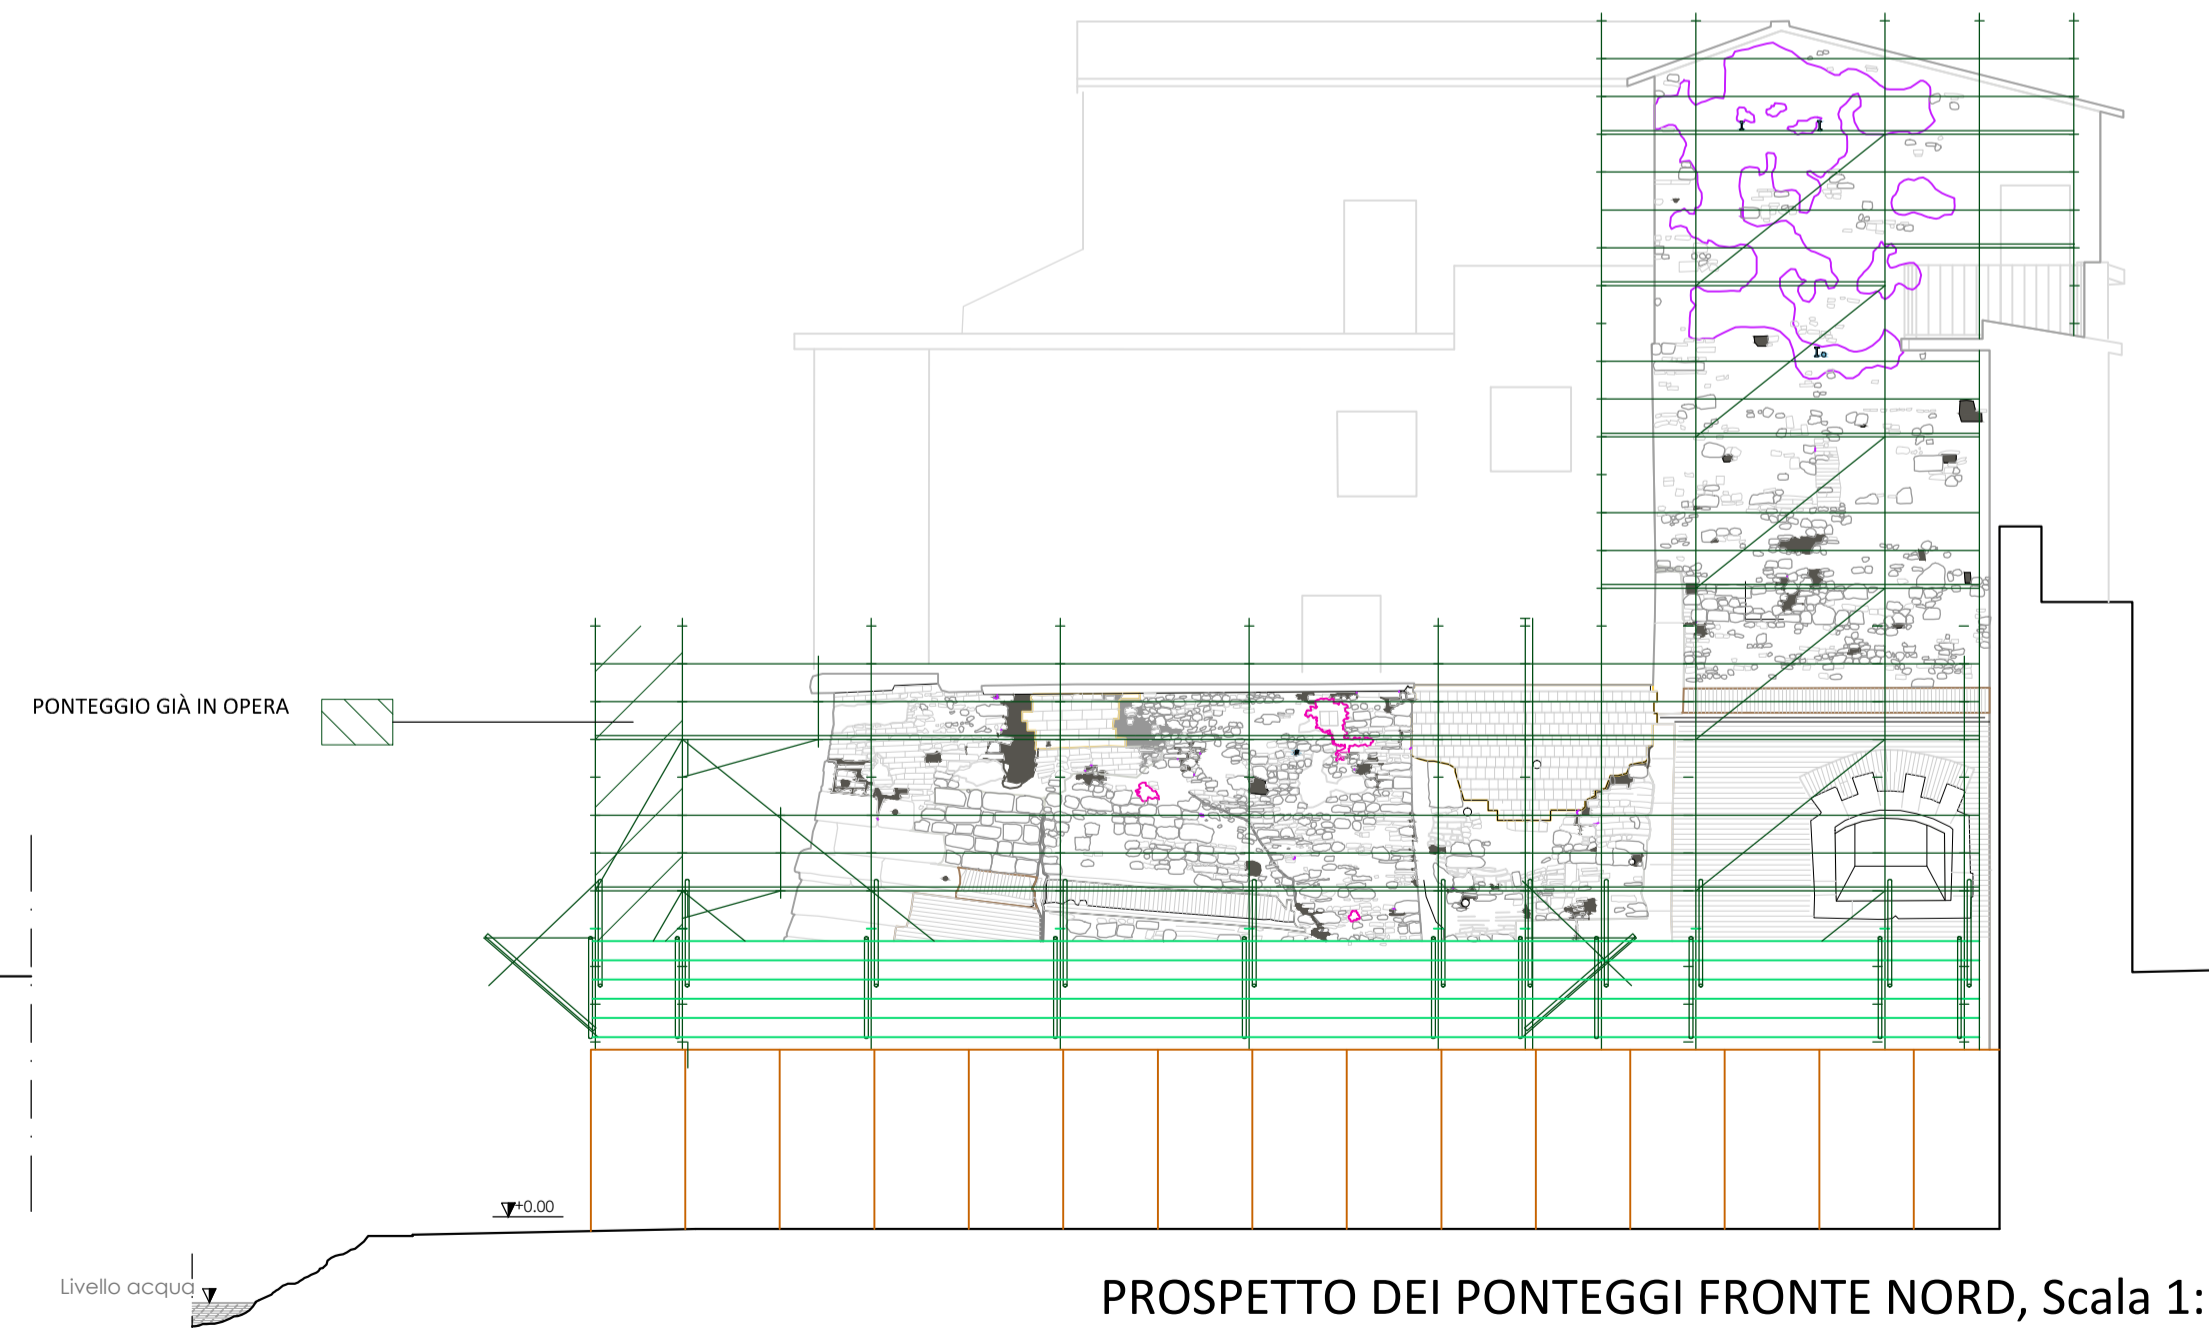 PONTEGGIO GIÀ IN OPERA
+0.00
Livello acqua
PROSPETTO DEI PONTEGGI FRONTE NORD, Scala 1: